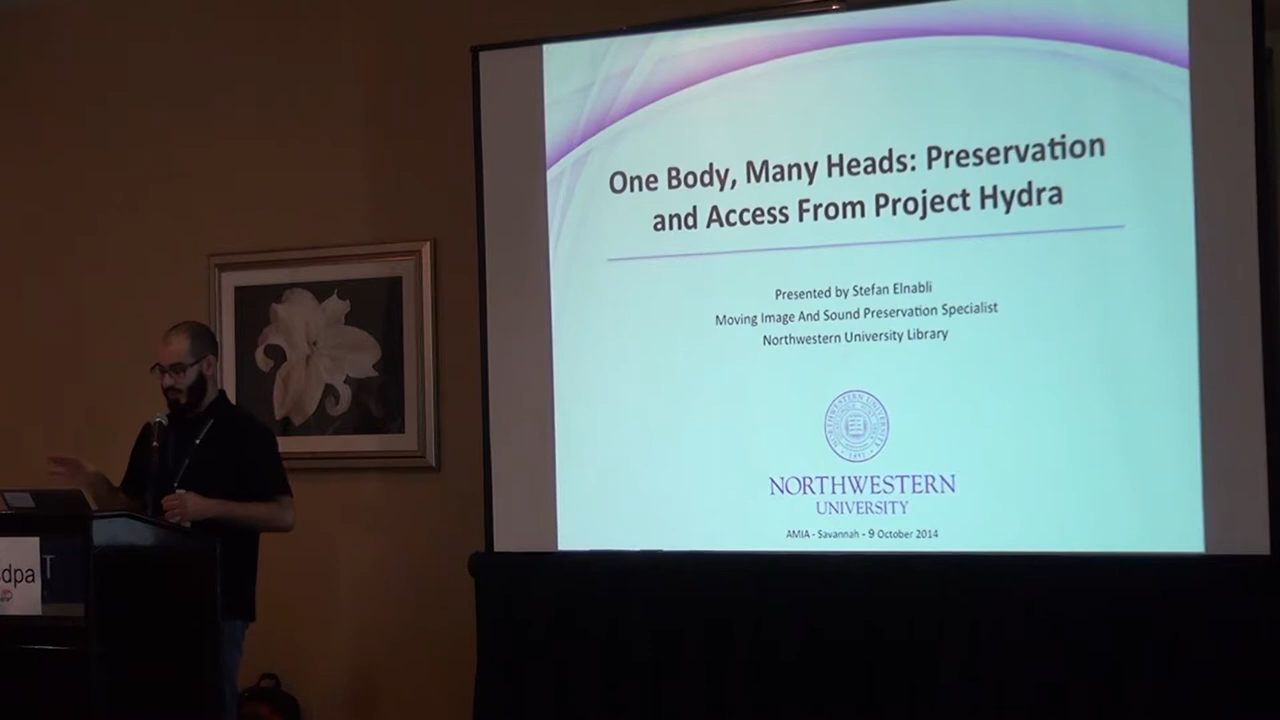 One Body, Many Heads: Preservation
and Access From Project Hydra
Presented by Stefan Elnabli
Moving Image And Sound Preservation Specialist
Northwestern University Library
NORTHWESTERN
UNIVERSITY
AMIA - Savannah - 9 October 2014
dpa
T